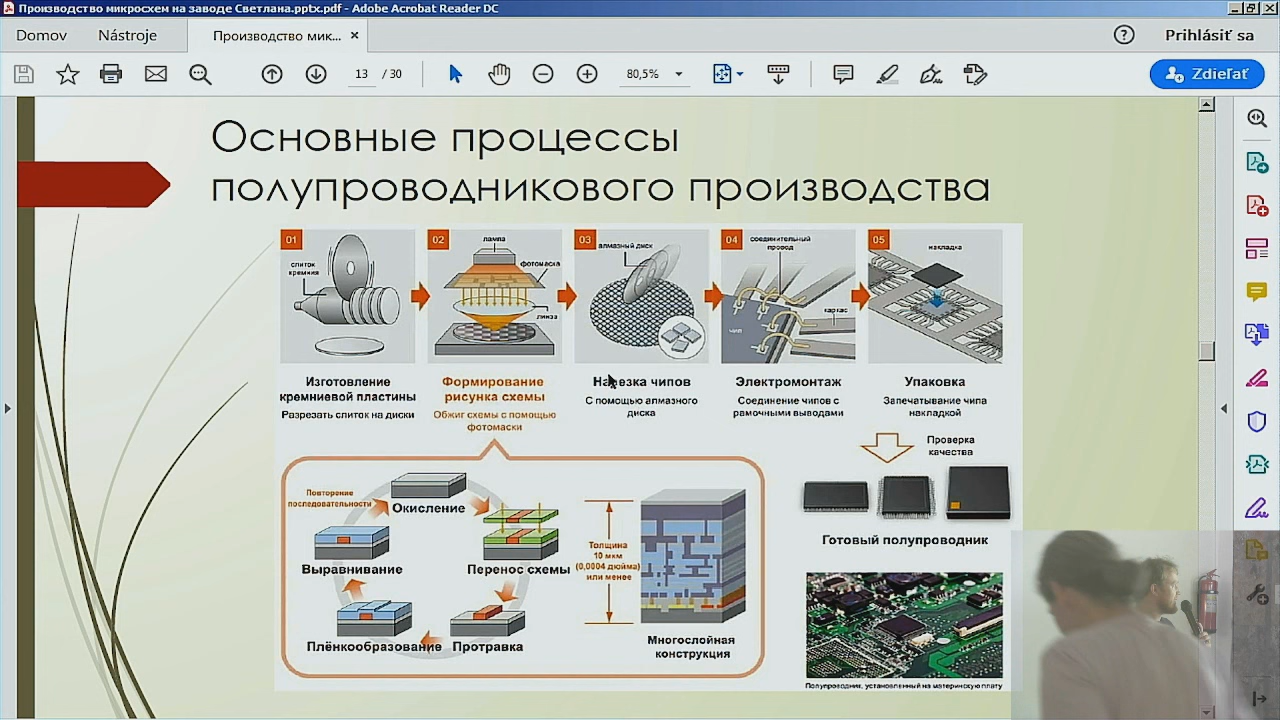 Производство микросхем на заводе Светлана.pptx.pdf - Adobe Acrobat Reader DC
Domov
Nástroje
Производство мик...
Prihlásiť sa
13 / 30
80,5%
Zdieľať
Основные процессы
полупроводникового производства
01
слиток
кремния
02
лампа
фотомаска
линза
03
алмазный диск
04
соединительный
провод
чип
каркас
05
накладка
Изготовление
кремниевой пластины
Разрезать слиток на диски
Формирование
рисунка схемы
Обжиг схемы с помощью
фотомаски
Нарезка чипов
С помощью алмазного
диска
Электромонтаж
Соединение чипов с
рамочными выводами
Упаковка
Запечатывание чипа
накладкой
Проверка
качества
Готовый полупроводник
Повторение
последовательности
Окисление
Перенос схемы
Протравка
Плёнкообразование
Выравнивание
Толщина
10 мкм
(0,0004 дюйма)
или менее
Многослойная
конструкция
Полупроводник, установленный на материнскую плату